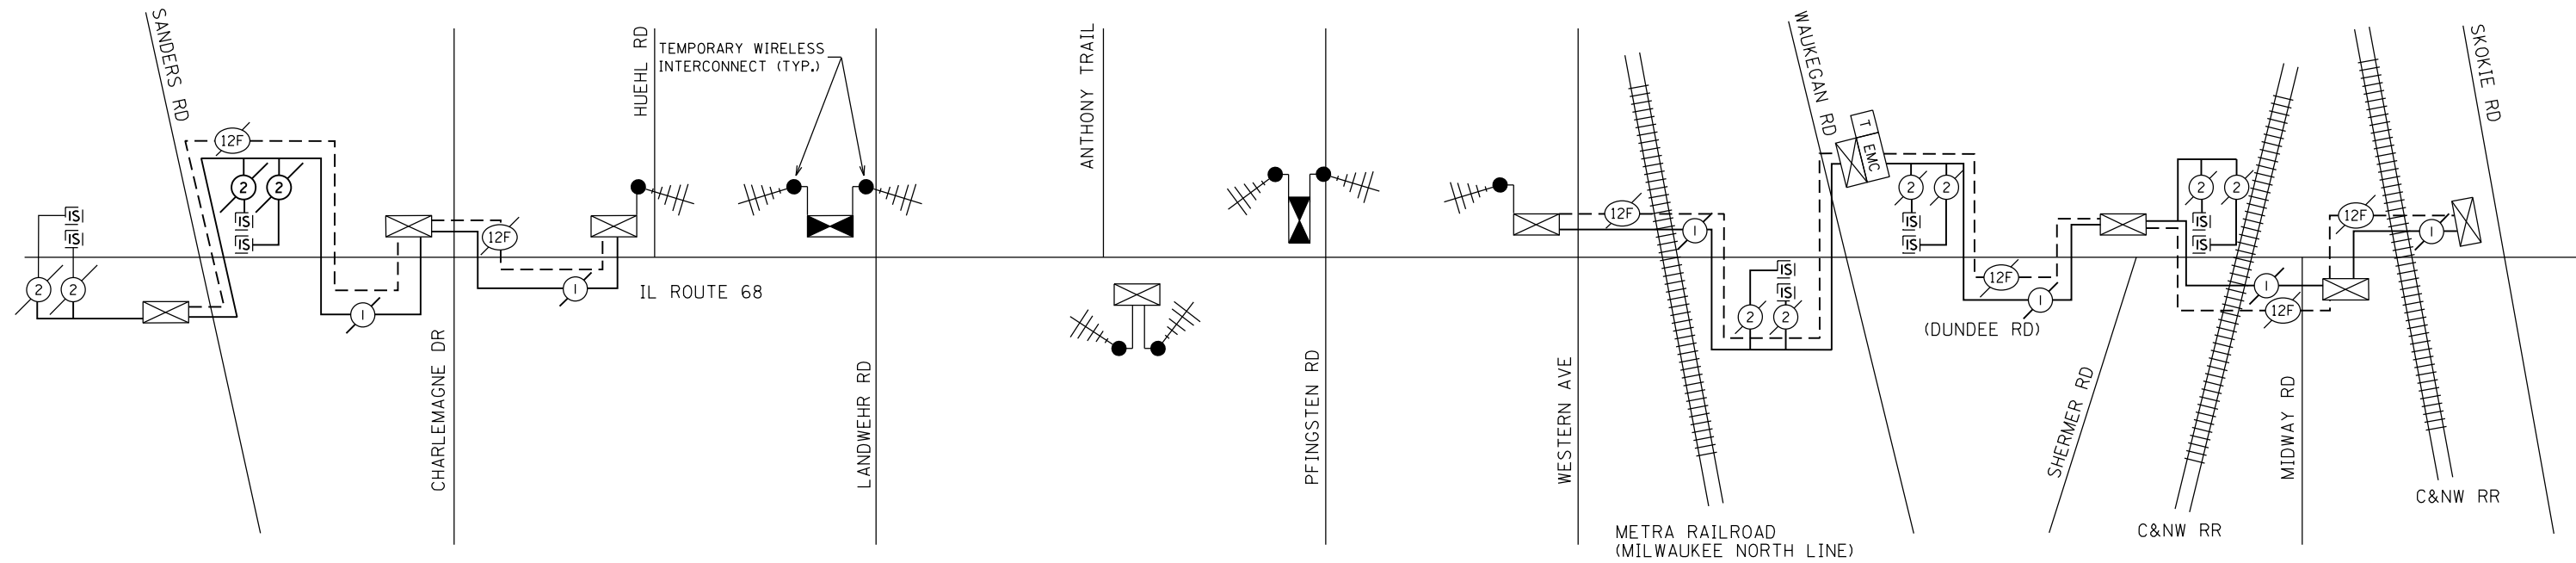 SANDERS RD
12F
2
2
IS
IS
IS
IS
2
2
I
CHARLEMAGNE DR
12F
I
HUEHL RD
TEMPORARY WIRELESS
INTERCONNECT (TYP.)
IL ROUTE 68
LANDWEHR RD
ANTHONY TRAIL
PFINGSTEN RD
WESTERN AVE
12F
I
METRA RAILROAD
(MILWAUKEE NORTH LINE)
IS
IS
2
2
WAUKEGAN RD
T
EMC
2
2
IS
IS
12F
I
(DUNDEE RD)
SHERMER RD
2
2
IS
IS
I
12F
C&NW RR
MIDWAY RD
12F
I
C&NW RR
SKOKIE RD